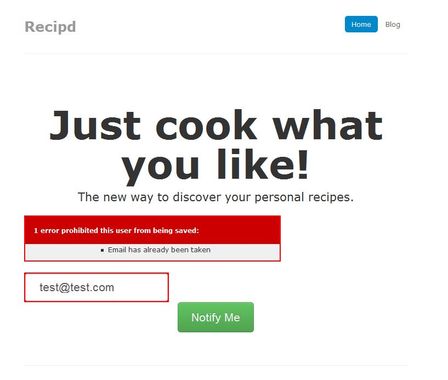 Recipd
Home Blog
Just cook what
you like!
The new way to discover your personal recipes.
1 error prohibited this user from being saved:
Email has already been taken
test@test.com
Notify Me